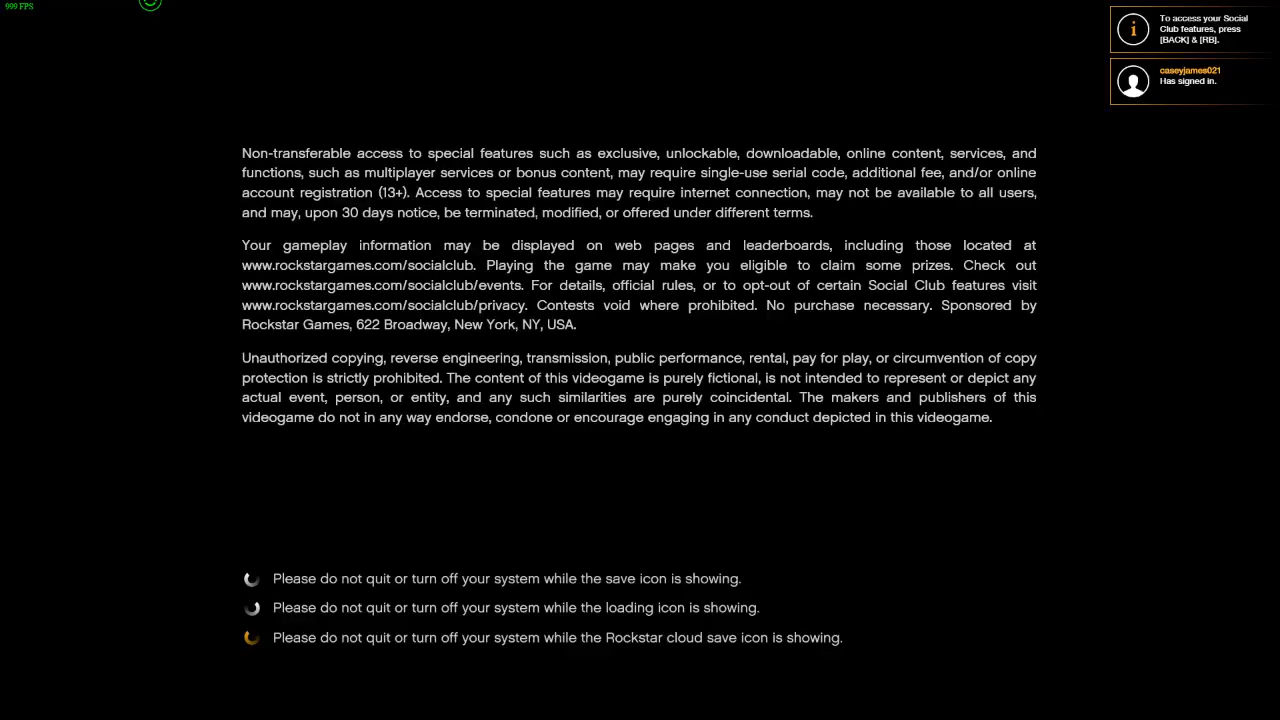 999 FPS
To access your Social
Club features, press
[BACK] & [RB].
caseyjames021
Has signed in.
Non-transferable access to special features such as exclusive, unlockable, downloadable, online content, services, and
functions, such as multiplayer services or bonus content, may require single-use serial code, additional fee, and/or online
account registration (13+). Access to special features may require internet connection, may not be available to all users,
and may, upon 30 days notice, be terminated, modified, or offered under different terms.
Your gameplay information may be displayed on web pages and leaderboards, including those located at
www.rockstargames.com/socialclub. Playing the game may make you eligible to claim some prizes. Check out
www.rockstargames.com/socialclub/events. For details, official rules, or to opt-out of certain Social Club features visit
www.rockstargames.com/socialclub/privacy. Contests void where prohibited. No purchase necessary. Sponsored by
Rockstar Games, 622 Broadway, New York, NY, USA.
Unauthorized copying, reverse engineering, transmission, public performance, rental, pay for play, or circumvention of copy
protection is strictly prohibited. The content of this videogame is purely fictional, is not intended to represent or depict any
actual event, person, or entity, and any such similarities are purely coincidental. The makers and publishers of this
videogame do not in any way endorse, condone or encourage engaging in any conduct depicted in this videogame.
Please do not quit or turn off your system while the save icon is showing.
Please do not quit or turn off your system while the loading icon is showing.
Please do not quit or turn off your system while the Rockstar cloud save icon is showing.